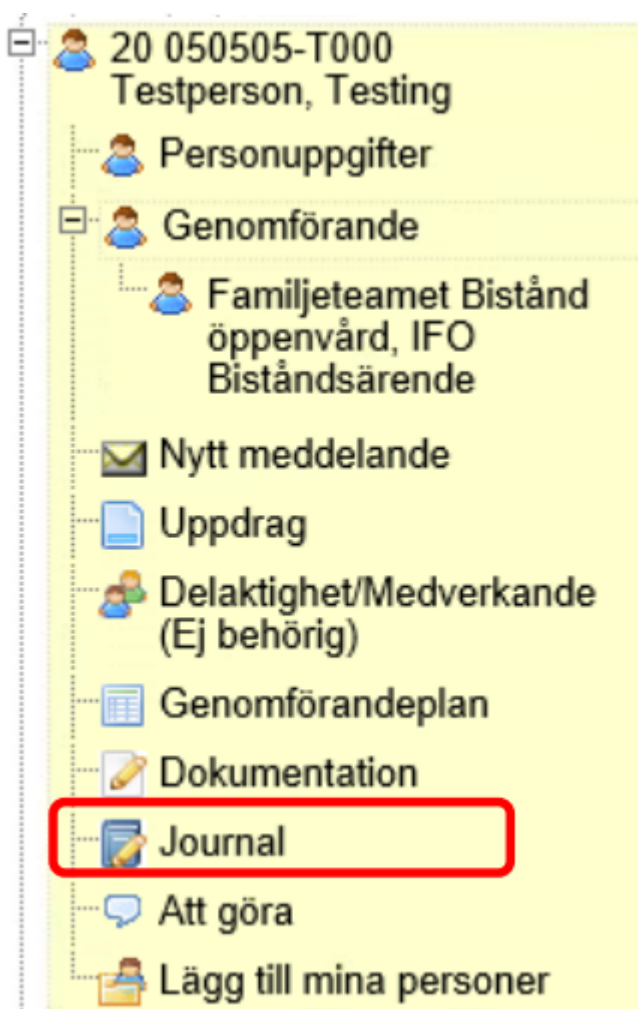 20 050505-T000
Testperson, Testing
Personuppgifter
Genomförande
Familjeteamet Bistånd
öppenvård, IFO
Biståndsärende
Nytt meddelande
Uppdrag
Delaktighet/Medverkande
(Ej behörig)
Genomförandeplan
Dokumentation
Journal
Att göra
Lägg till mina personer